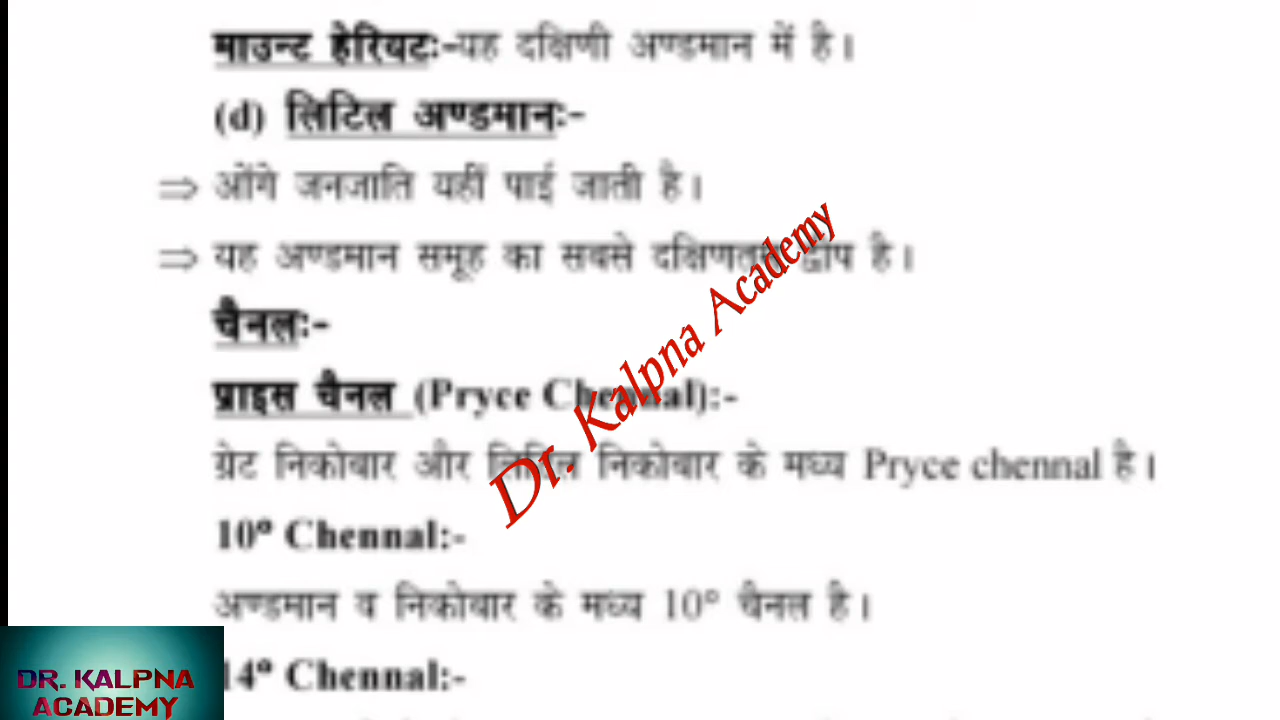 माउन्ट हेरियटः-यह दक्षिणी अण्डमान में है।
(d) लिटिल अण्डमानः-
⇒ ओंगे जनजाति यहीं पाई जाती है।
⇒ यह अण्डमान समूह का सबसे दक्षिणतम द्वीप है।
चैनलः-
प्राइस चैनल (Pryce Chennal):-
ग्रेट निकोबार और लिटिल निकोबार के मध्य Pryce chennal है।
10° Chennal:-
अण्डमान व निकोबार के मध्य 10° चैनल है।
14° Chennal:-
Dr. Kalpna Academy
DR. KALPNA
ACADEMY